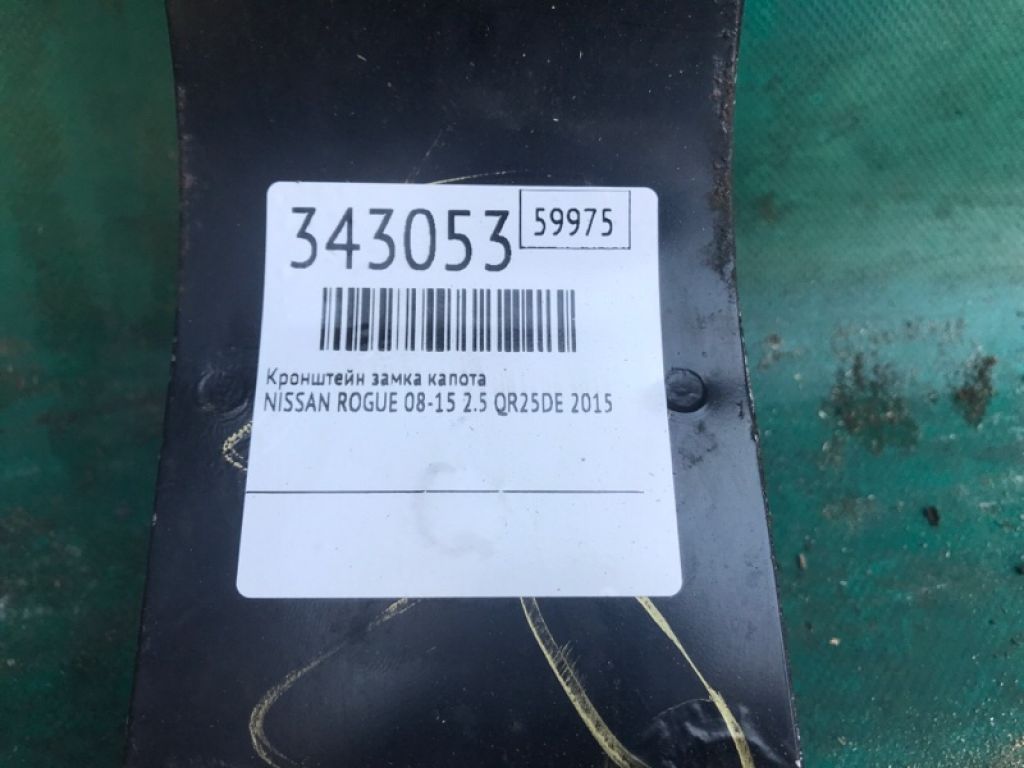 343053
59975
Кронштейн замка капота
NISSAN ROGUE 08-15 2.5 QR25DE 2015